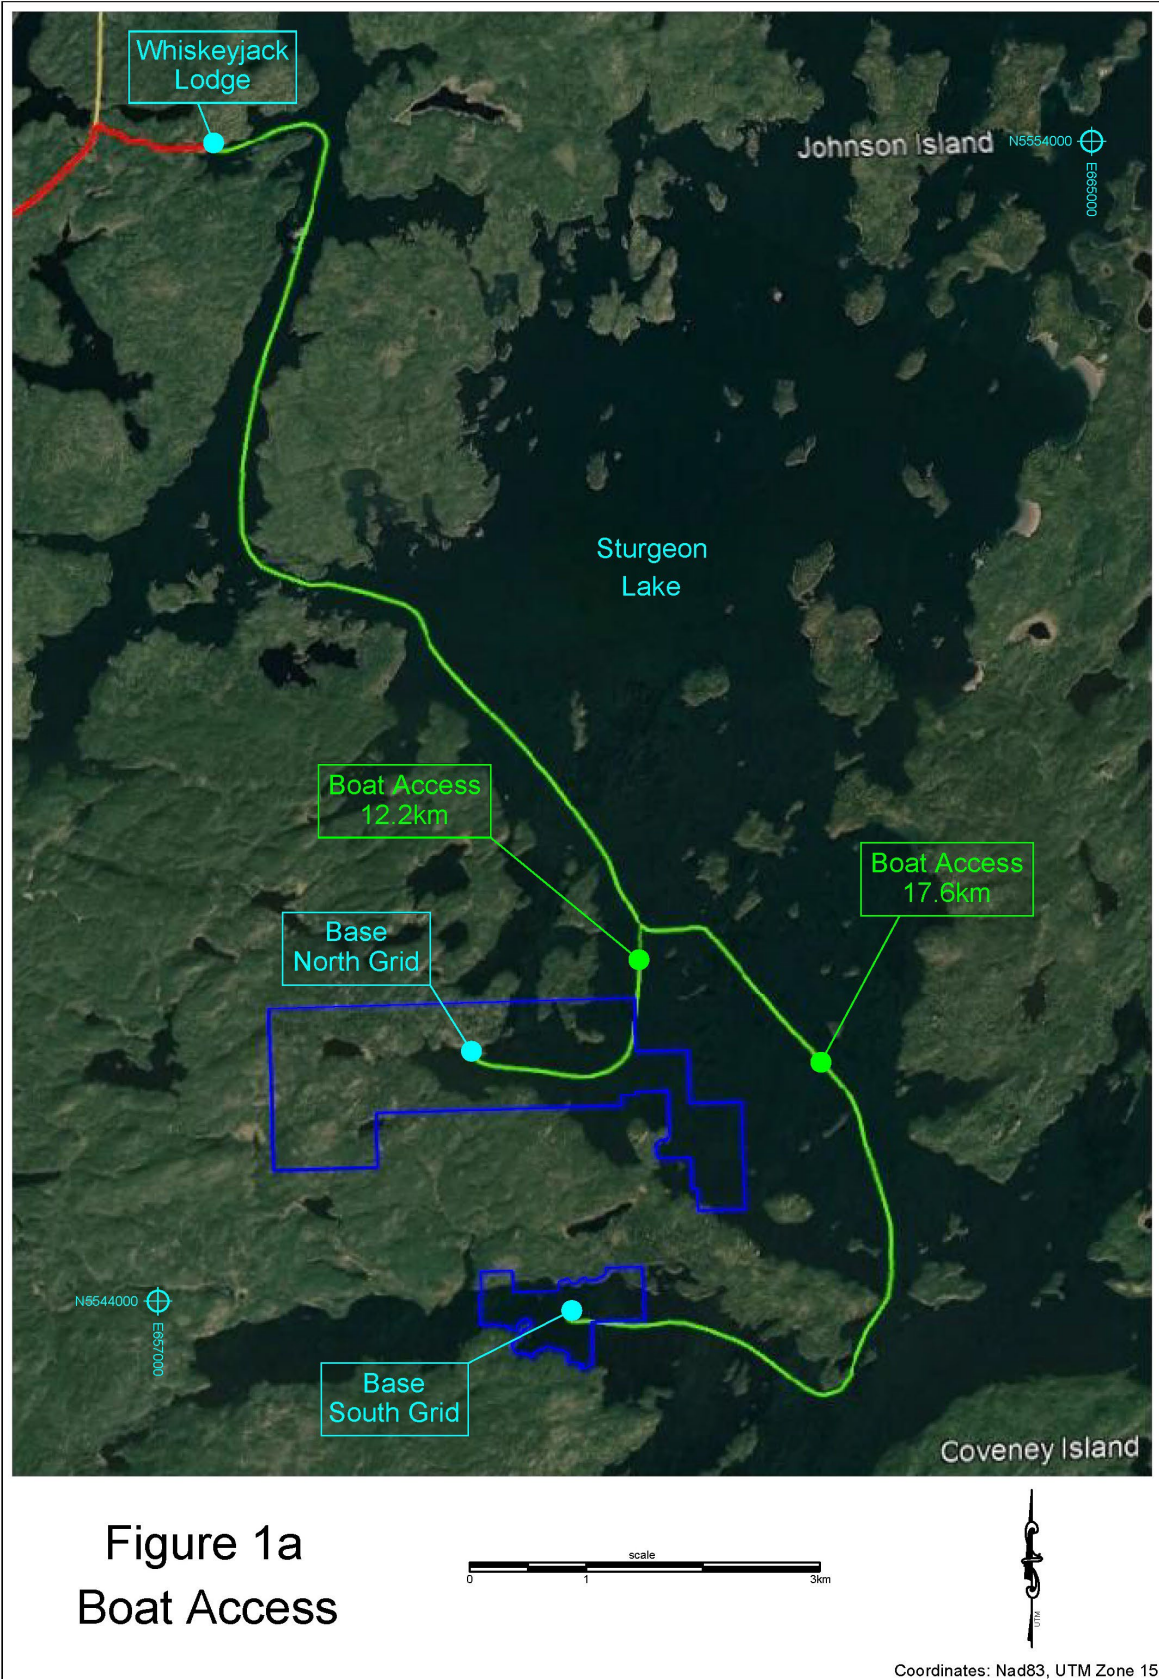 Whiskeyjack
Lodge
Johnson Island
N5554000
E665000
Sturgeon
Lake
Boat Access
12.2km
Boat Access
17.6km
Base
North Grid
N5544000
E657000
Base
South Grid
Coveney Island
Figure 1a
Boat Access
scale
0 1 3km
UTM
Coordinates: Nad83, UTM Zone 15